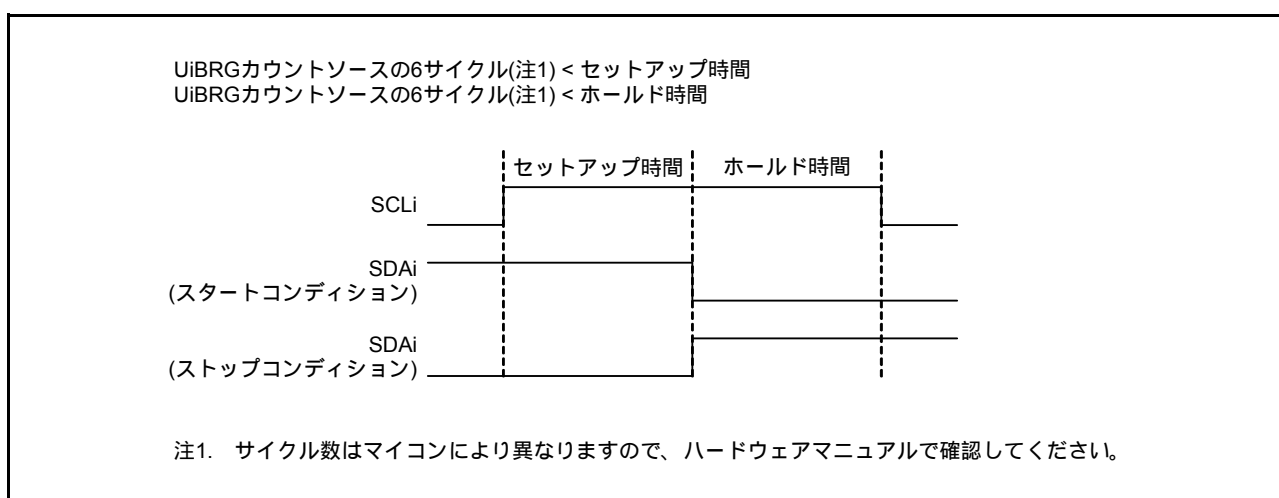 UiBRGカウントソースの6サイクル(注1) < セットアップ時間
UiBRGカウントソースの6サイクル(注1) < ホールド時間
セットアップ時間 ホールド時間
SCLi
SDAi
(スタートコンディション)
SDAi
(ストップコンディション)
注1. サイクル数はマイコンにより異なりますので、ハードウェアマニュアルで確認してください。